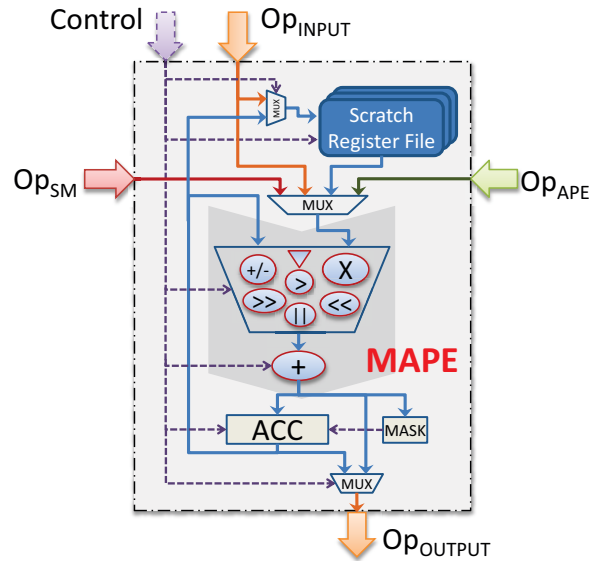 Control
OpINPUT
MUX
Scratch
Register File
OpSM
OpAPE
MUX
+/-
>
X
>>
||
<<
+
MAPE
ACC
MASK
MUX
OpOUTPUT